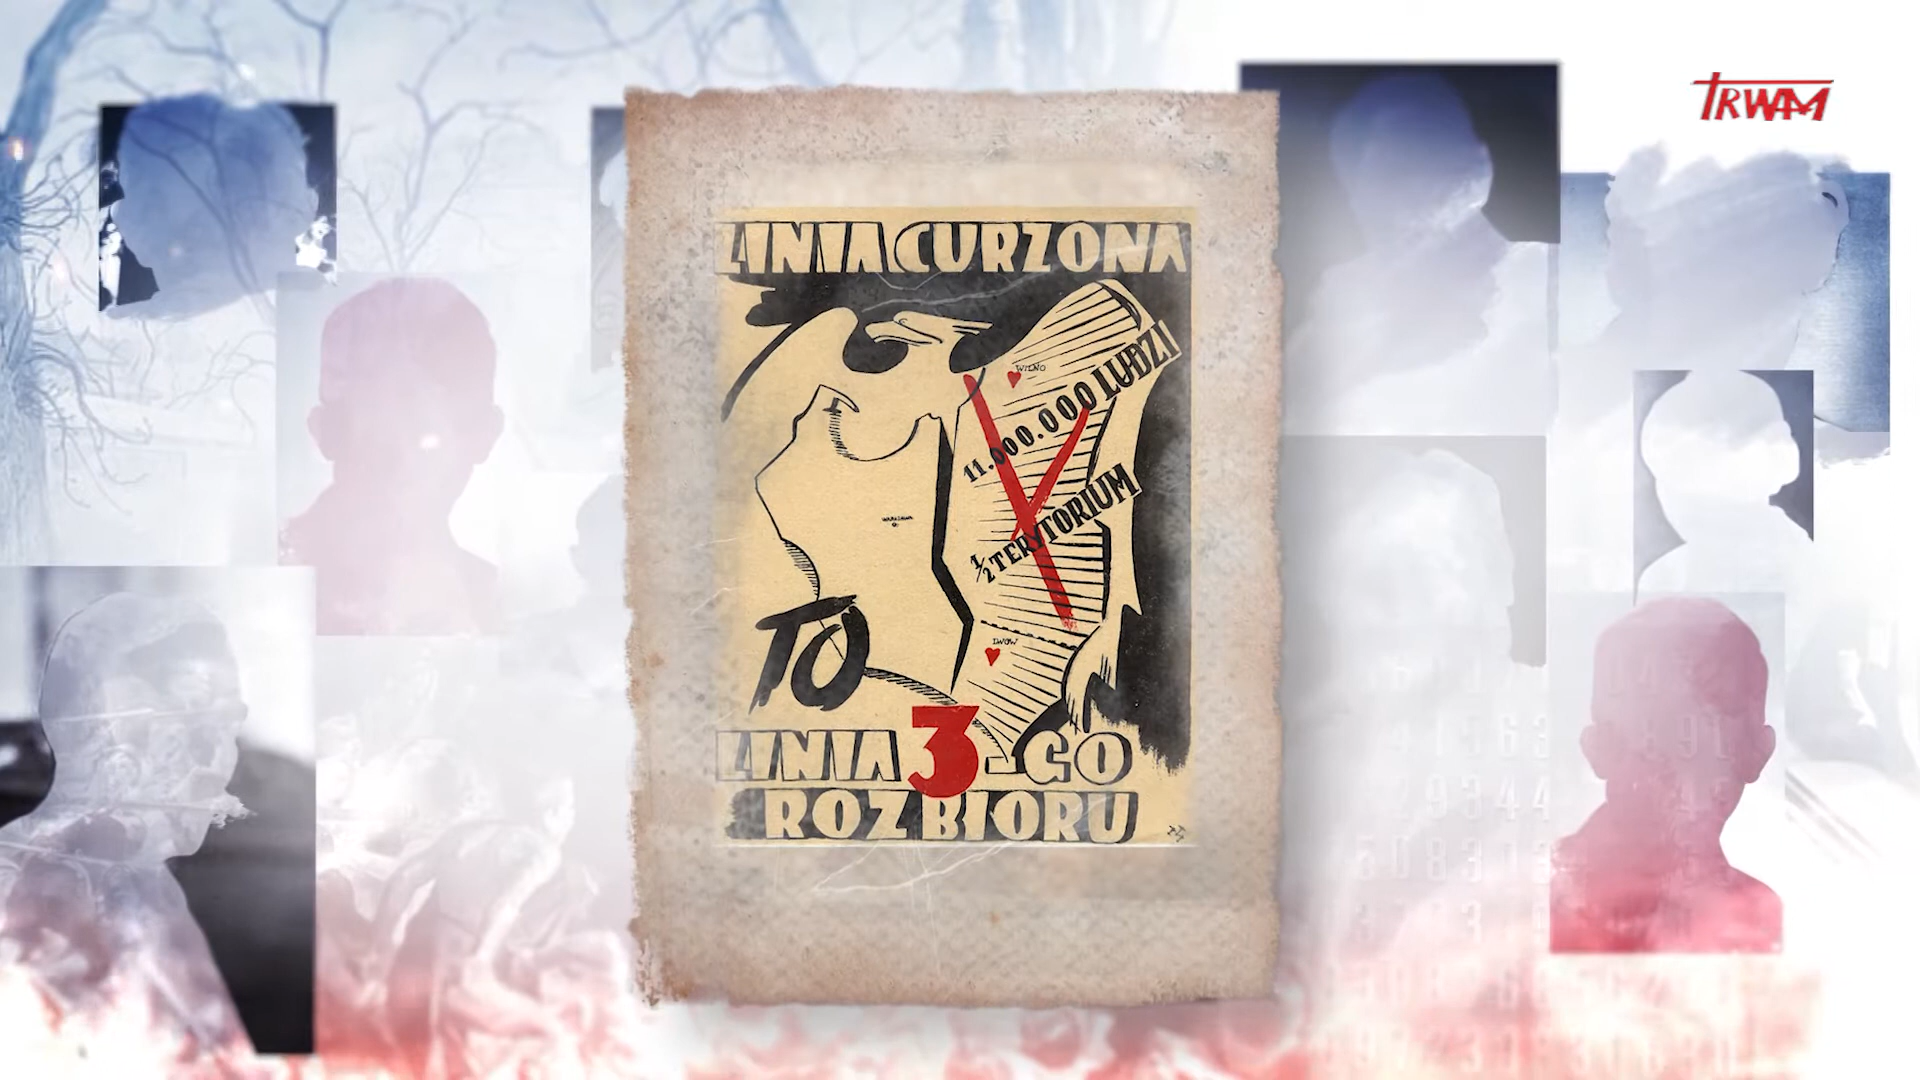 TRWAM
LINIA CURZONA
WILNO
11.000.000 LUDZI
1/2 TERYTORIUM
WARSZAWA
LWÓW
TO
LINIA 3-GO
ROZBIORU